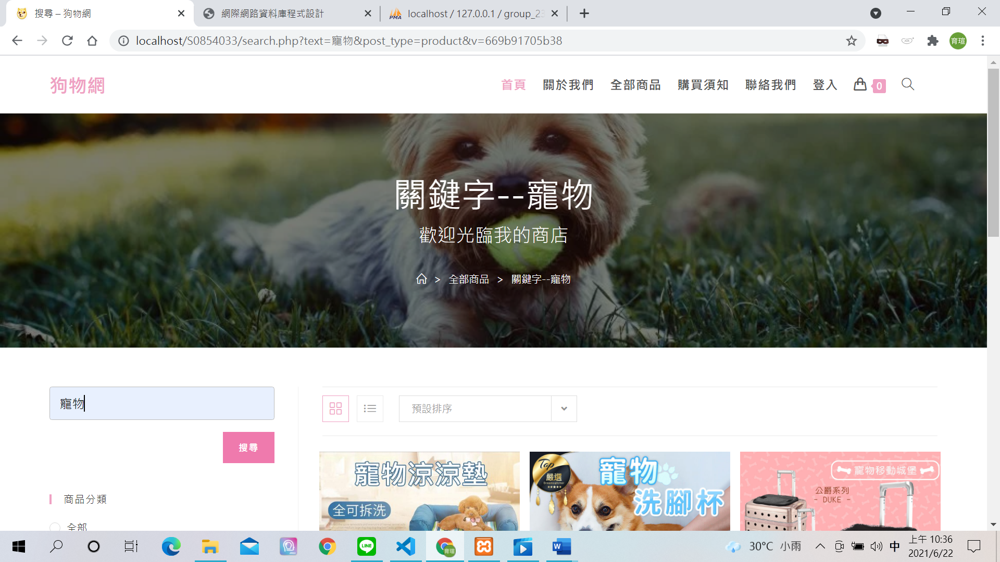 搜尋 – 狗物網
網際網路資料庫程式設計
localhost / 127.0.0.1 / group_23
localhost/S0854033/search.php?text=寵物&post_type=product&v=669b91705b38
育瑄
狗物網
首頁
關於我們
全部商品
購買須知
聯絡我們
登入
0
關鍵字--寵物
歡迎光臨我的商店
> 全部商品 > 關鍵字--寵物
寵物
搜尋
預設排序
商品分類
全部
寵物涼涼墊
全可拆洗
Top
嚴選
Dreamcatcher
寵物
洗腳杯
寵物移動城堡
公爵系列
- DUKE -
LINE
育瑄
W
30°C 小雨
中
上午 10:36
2021/6/22